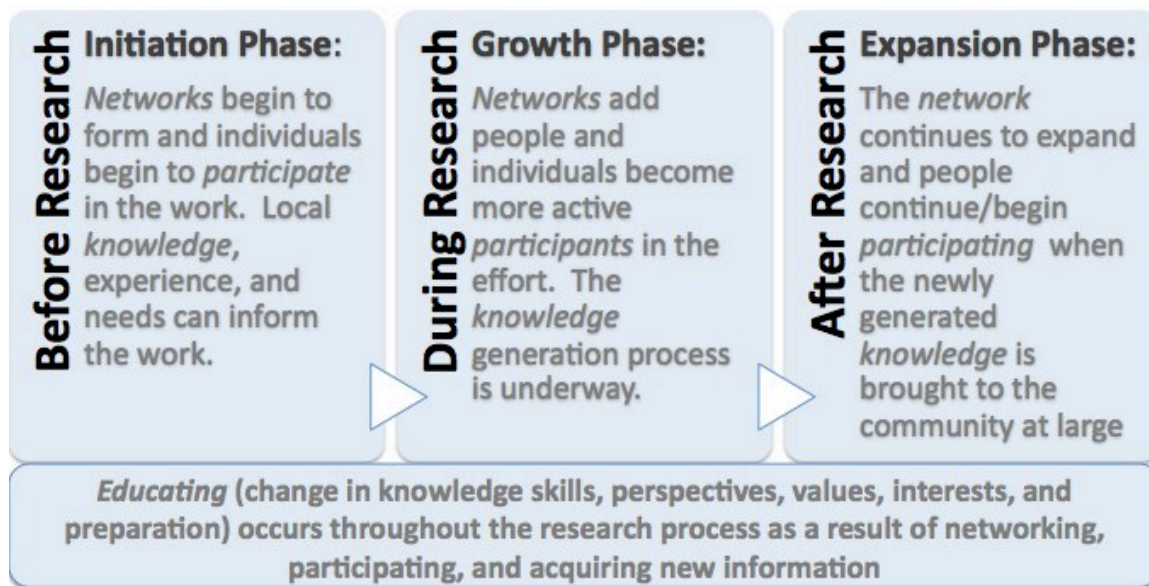 Before Research
Initiation Phase:
Networks begin to
form and individuals
begin to participate
in the work. Local
knowledge,
experience, and
needs can inform
the work.
During Research
Growth Phase:
Networks add
people and
individuals become
more active
participants in the
effort. The
knowledge
generation process
is underway.
After Research
Expansion Phase:
The network
continues to expand
and people
continue/begin
participating when
the newly
generated
knowledge is
brought to the
community at large
Educating (change in knowledge skills, perspectives, values, interests, and
preparation) occurs throughout the research process as a result of networking,
participating, and acquiring new information